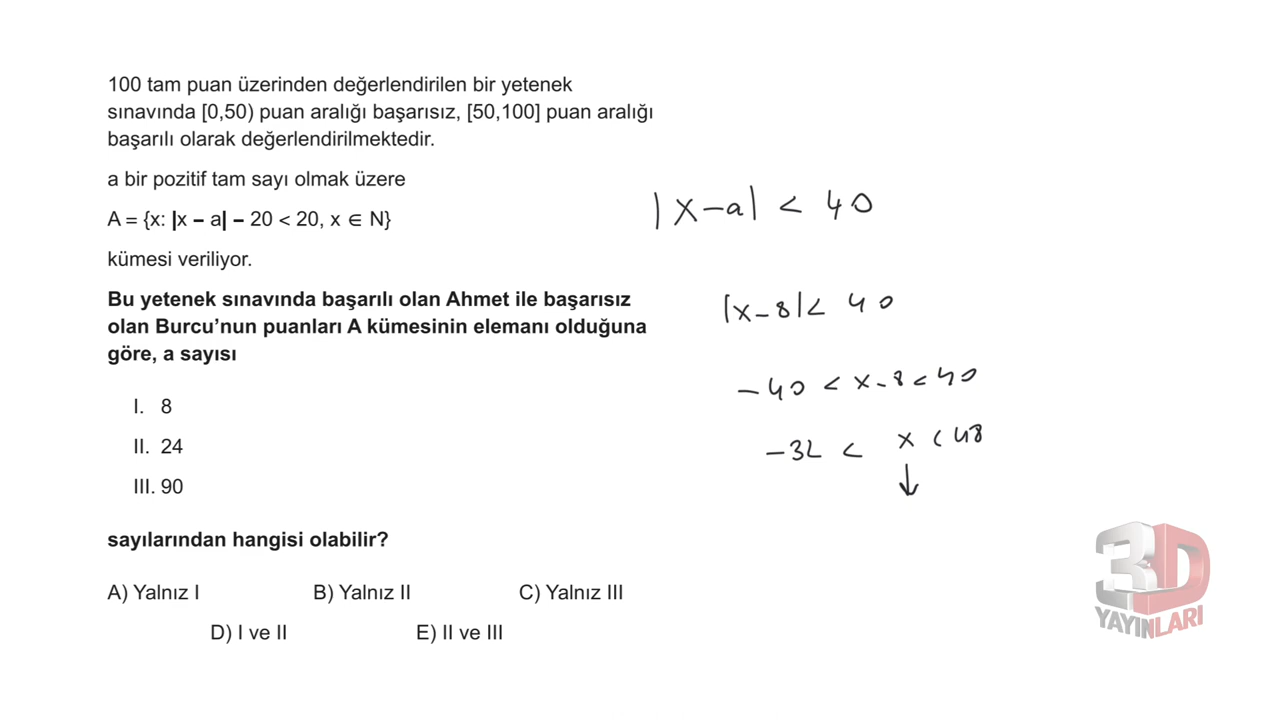 100 tam puan üzerinden değerlendirilen bir yetenek
sınavında [0,50) puan aralığı başarısız, [50,100] puan aralığı
başarılı olarak değerlendirilmektedir.
a bir pozitif tam sayı olmak üzere
A = {x: |x – a| – 20 < 20, x ∈ N}
kümesi veriliyor.
Bu yetenek sınavında başarılı olan Ahmet ile başarısız
olan Burcu'nun puanları A kümesinin elemanı olduğuna
göre, a sayısı
I. 8
II. 24
III. 90
sayılarından hangisi olabilir?
A) Yalnız I B) Yalnız II C) Yalnız III
D) I ve II E) II ve III
|x-a| < 40
|x-8| < 40
-40 < x-8 < 40
-32 < x < 48
3D
YAYINLARI